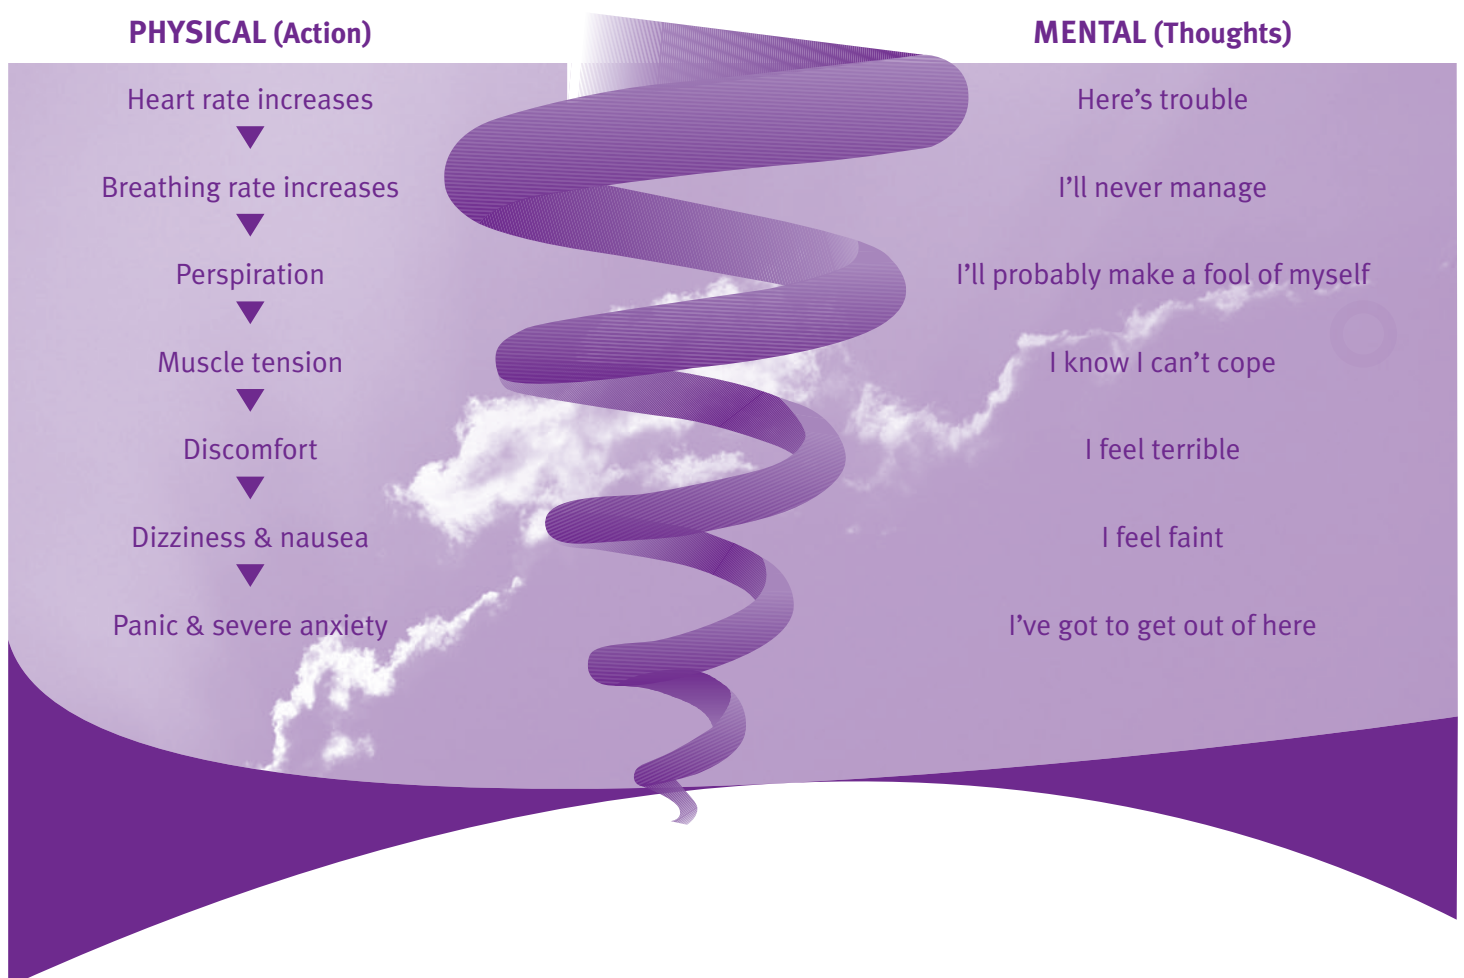 PHYSICAL (Action)
Heart rate increases
Breathing rate increases
Perspiration
Muscle tension
Discomfort
Dizziness & nausea
Panic & severe anxiety
MENTAL (Thoughts)
Here’s trouble
I’ll never manage
I’ll probably make a fool of myself
I know I can’t cope
I feel terrible
I feel faint
I’ve got to get out of here